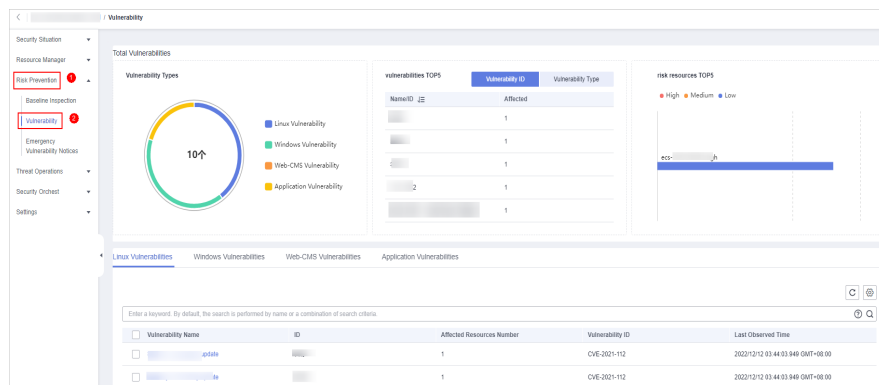 / Vulnerability
Security Situation
Resource Manager
Risk Prevention
1
Baseline Inspection
Vulnerability
2
Emergency
Vulnerability Notices
Threat Operations
Security Orchest
Settings
Total Vulnerabilities
Vulnerability Types
10个
Linux Vulnerability
Windows Vulnerability
Web-CMS Vulnerability
Application Vulnerability
vulnerabilities TOP5
Vulnerability ID
Vulnerability Type
Name/ID
Affected
1
1
1
2
1
1
risk resources TOP5
High
Medium
Low
ecs-
gh
Linux Vulnerabilities
Windows Vulnerabilities
Web-CMS Vulnerabilities
Application Vulnerabilities
Enter a keyword. By default, the search is performed by name or a combination of search criteria.
Vulnerability Name
ID
Affected Resources Number
Vulnerability ID
Last Observed Time
update
1
CVE-2021-112
2022/12/12 03:44:03.949 GMT+08:00
1
CVE-2021-112
2022/12/12 03:44:03.949 GMT+08:00